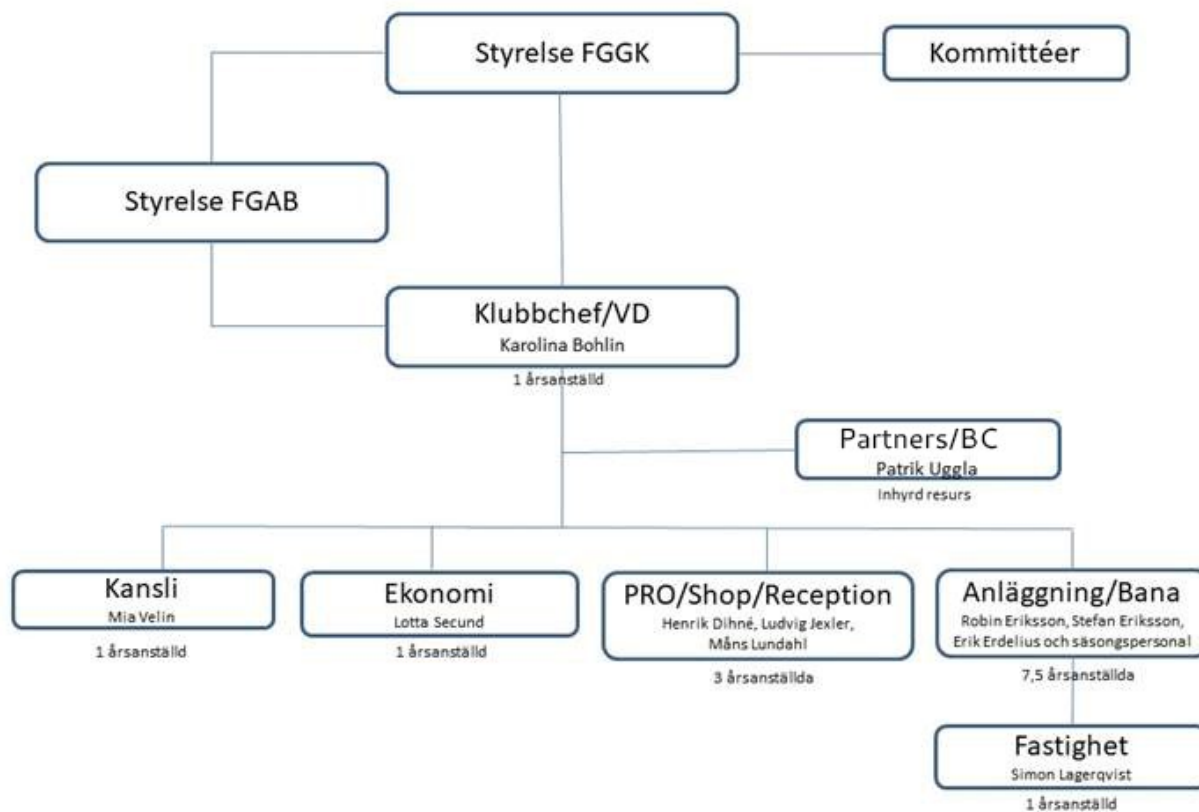 Styrelse FGGK
Kommittéer
Styrelse FGAB
Klubbchef/VD
Karolina Bohlin
1 årsanställd
Partners/BC
Patrik Uggla
Inhyrd resurs
Kansli
Mia Velin
1 årsanställd
Ekonomi
Lotta Secund
1 årsanställd
PRO/Shop/Reception
Henrik Dihné, Ludvig Jexler,
Måns Lundahl
3 årsanställda
Anläggning/Bana
Robin Eriksson, Stefan Eriksson,
Erik Erdelius och säsongspersonal
7,5 årsanställda
Fastighet
Simon Lagerqvist
1 årsanställd